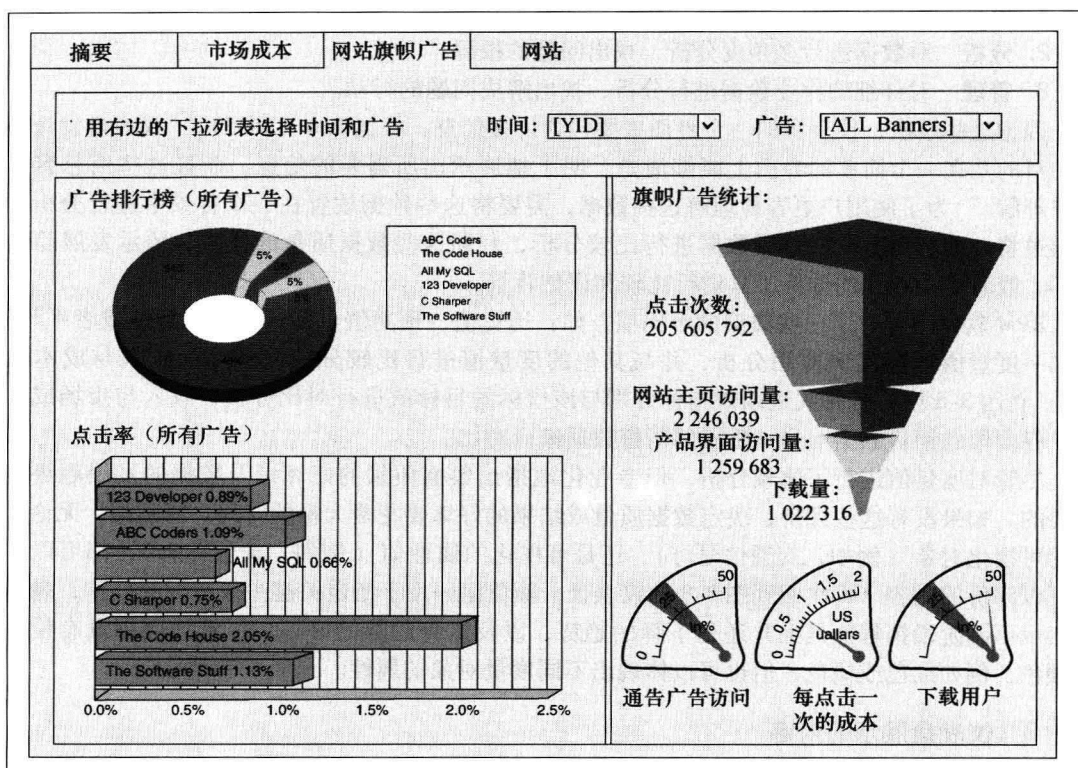 摘要 市场成本 网站旗帜广告 网站
用右边的下拉列表选择时间和广告 时间: [YID] 广告: [ALL Banners]
广告排行榜（所有广告）
5%
5%
ABC Coders
The Code House
All My SQL
123 Developer
C Sharper
The Software Stuff
点击率（所有广告）
123 Developer 0.89%
ABC Coders 1.09%
All My SQL 0.66%
C Sharper 0.75%
The Code House 2.05%
The Software Stuff 1.13%
0.0% 0.5% 1.0% 1.5% 2.0% 2.5%
旗帜广告统计:
点击次数:
205 605 792
网站主页访问量:
2 246 039
产品界面访问量:
1 259 683
下载量:
1 022 316
0 50
in%
通告广告访问
0 0.5 1.5 2
US
uallars
每点击一
次的成本
0 50
in%
下载用户